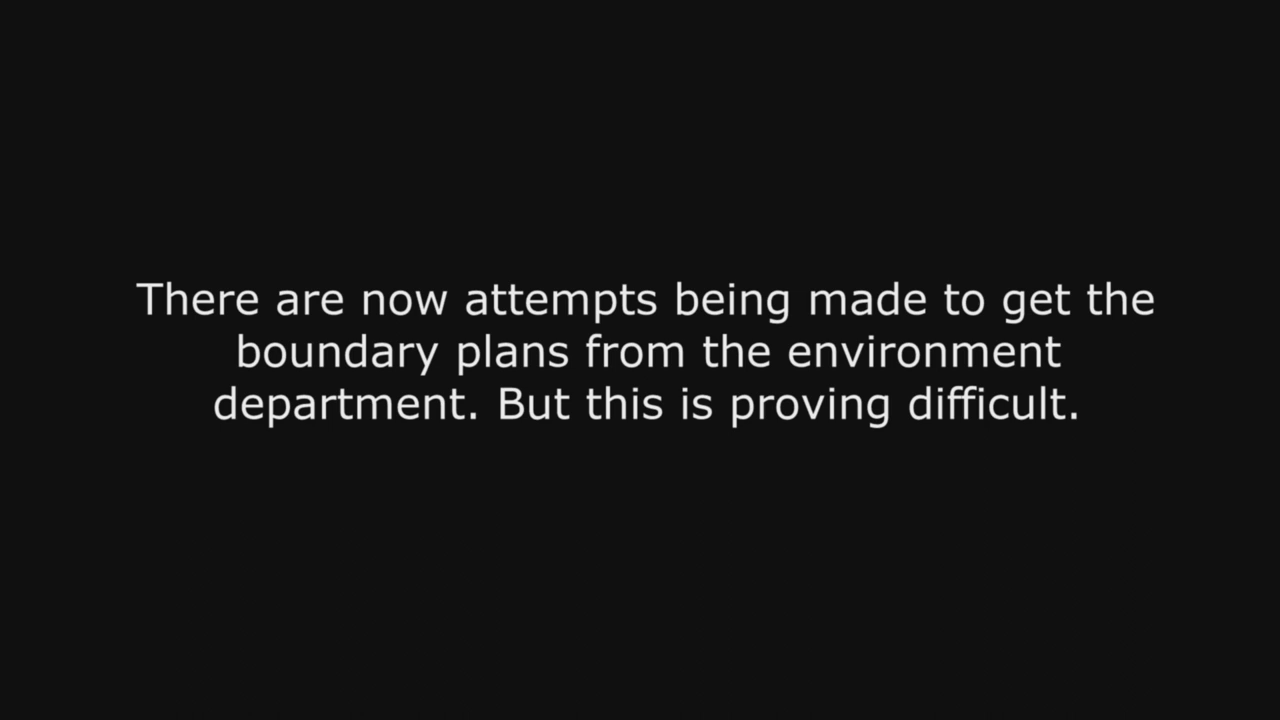 There are now attempts being made to get the
boundary plans from the environment
department. But this is proving difficult.